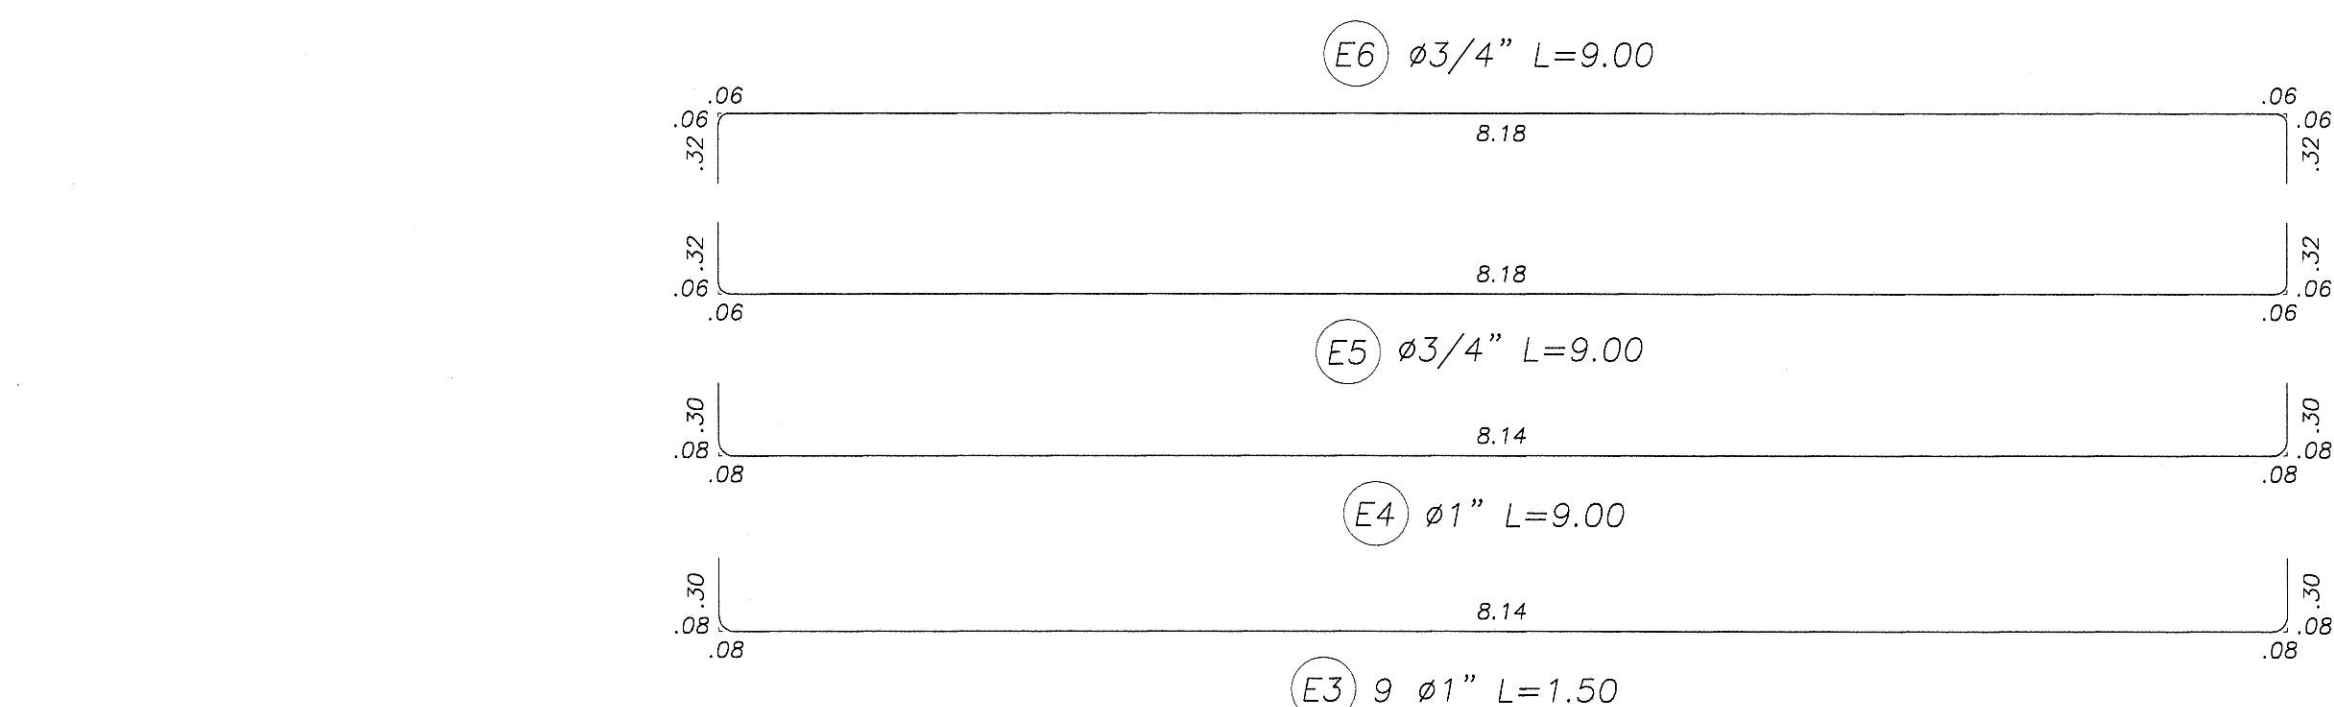 E6 ø3/4” L=9.00
.06 .06
.06 .06
.32 8.18 .32
.32 8.18 .32
.06 .06
.06 .06
E5 ø3/4” L=9.00
.30 8.14 .30
.08 .08
.08 .08
E4 ø1” L=9.00
.30 8.14 .30
.08 .08
.08 .08
E3 9 ø1” L=1.50